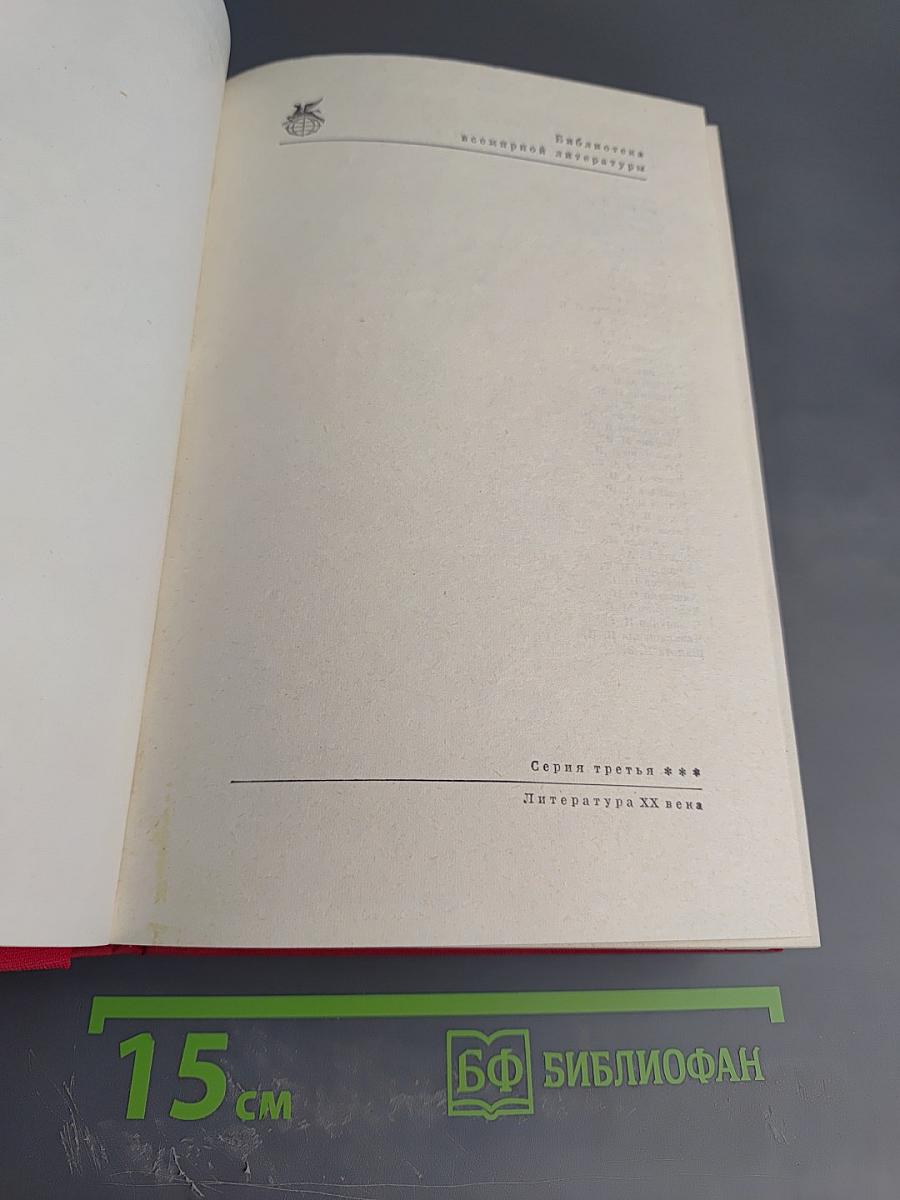 Библиотека
всемирной литературы
Серия третья ***
Литература XX века
15 см
БФ БИБЛИОФАН